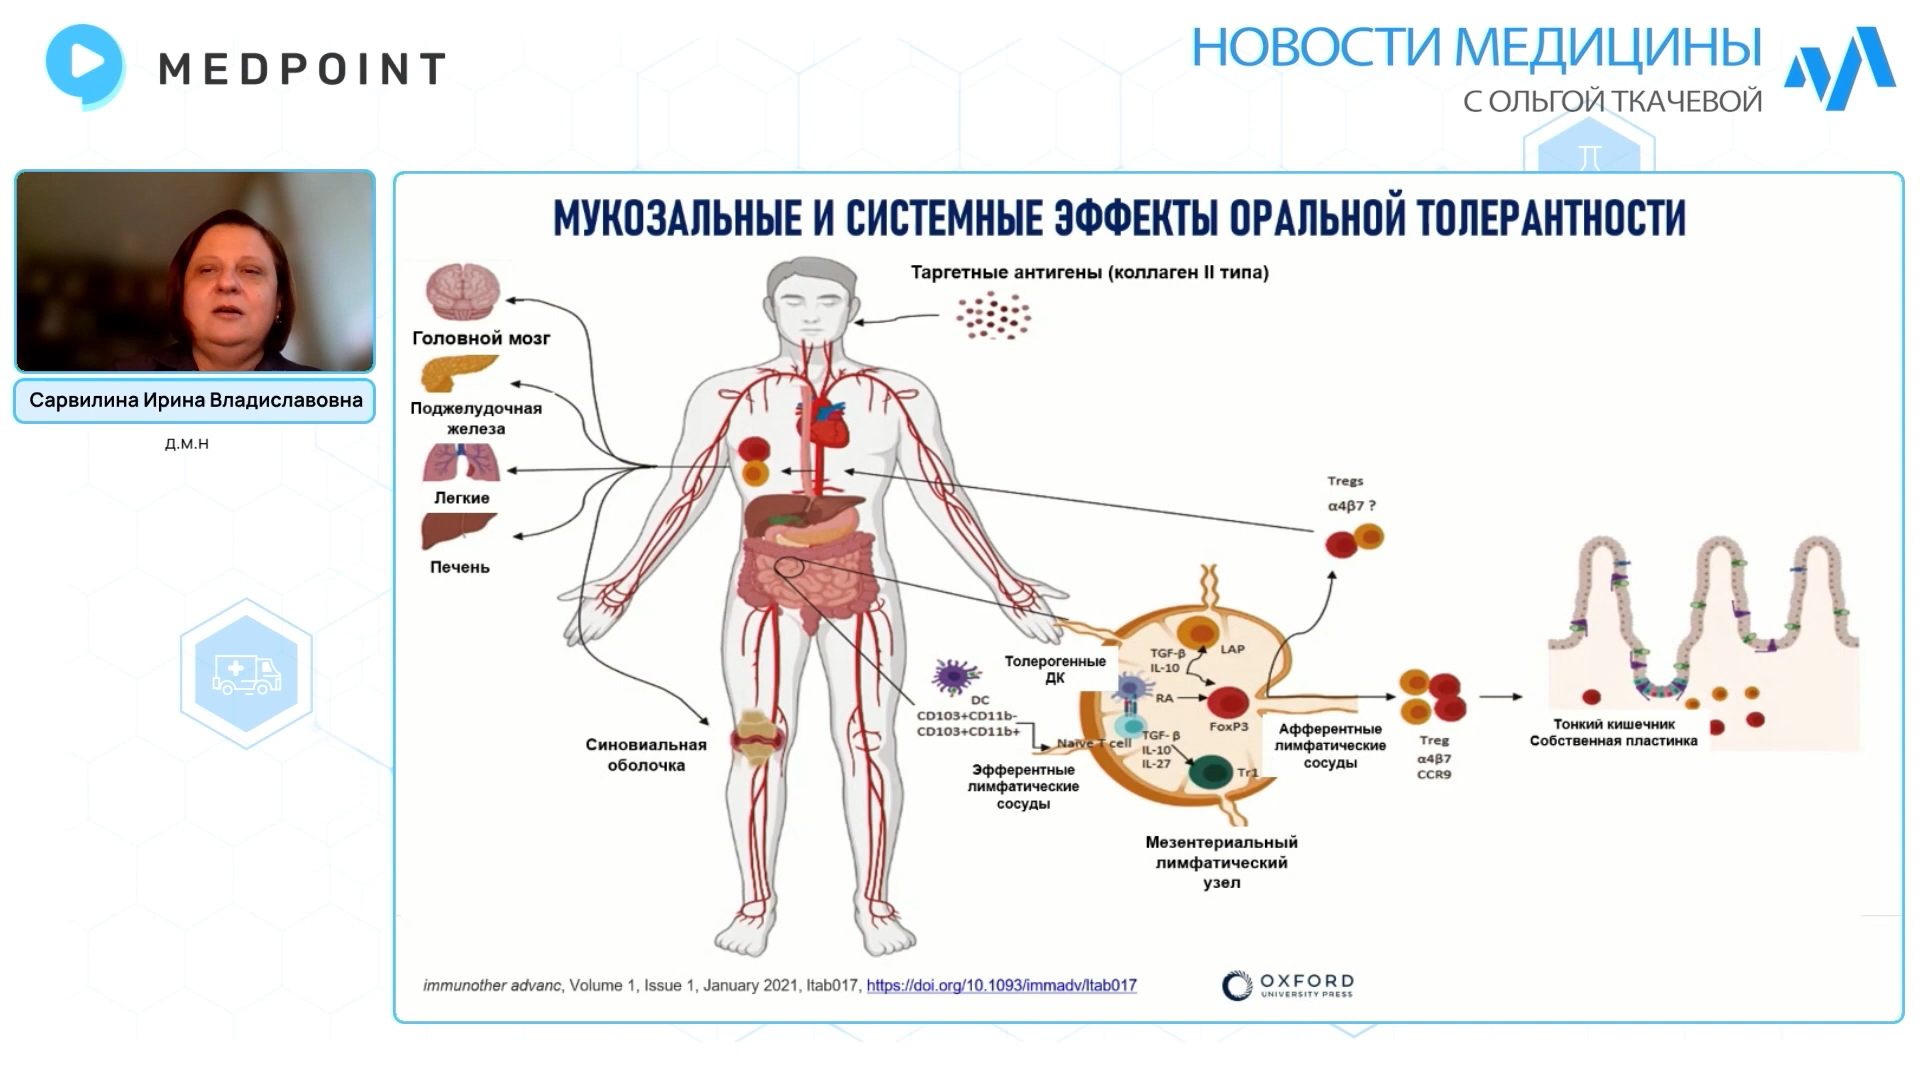 MEDPOINT
НОВОСТИ МЕДИЦИНЫ
С ОЛЬГОЙ ТКАЧЕВОЙ
Сарвилина Ирина Владиславовна
д.м.н
МУКОЗАЛЬНЫЕ И СИСТЕМНЫЕ ЭФФЕКТЫ ОРАЛЬНОЙ ТОЛЕРАНТНОСТИ
Таргетные антигены (коллаген II типа)
Головной мозг
Поджелудочная
железа
Легкие
Печень
Синовиальная
оболочка
Tregs
α4β7 ?
Толерогенные
ДК
DC
CD103+CD11b-
CD103+CD11b+
Эфферентные
лимфатические
сосуды
Naïve T cell
TGF-β
IL-10
LAP
RA
FoxP3
TGF- β
IL-10
IL-27
Tr1
Афферентные
лимфатические
сосуды
Мезентериальный
лимфатический
узел
Treg
α4β7
CCR9
Тонкий кишечник
Собственная пластинка
immunother advanc, Volume 1, Issue 1, January 2021, ltab017, https://doi.org/10.1093/immadv/ltab017
OXFORD
UNIVERSITY PRESS